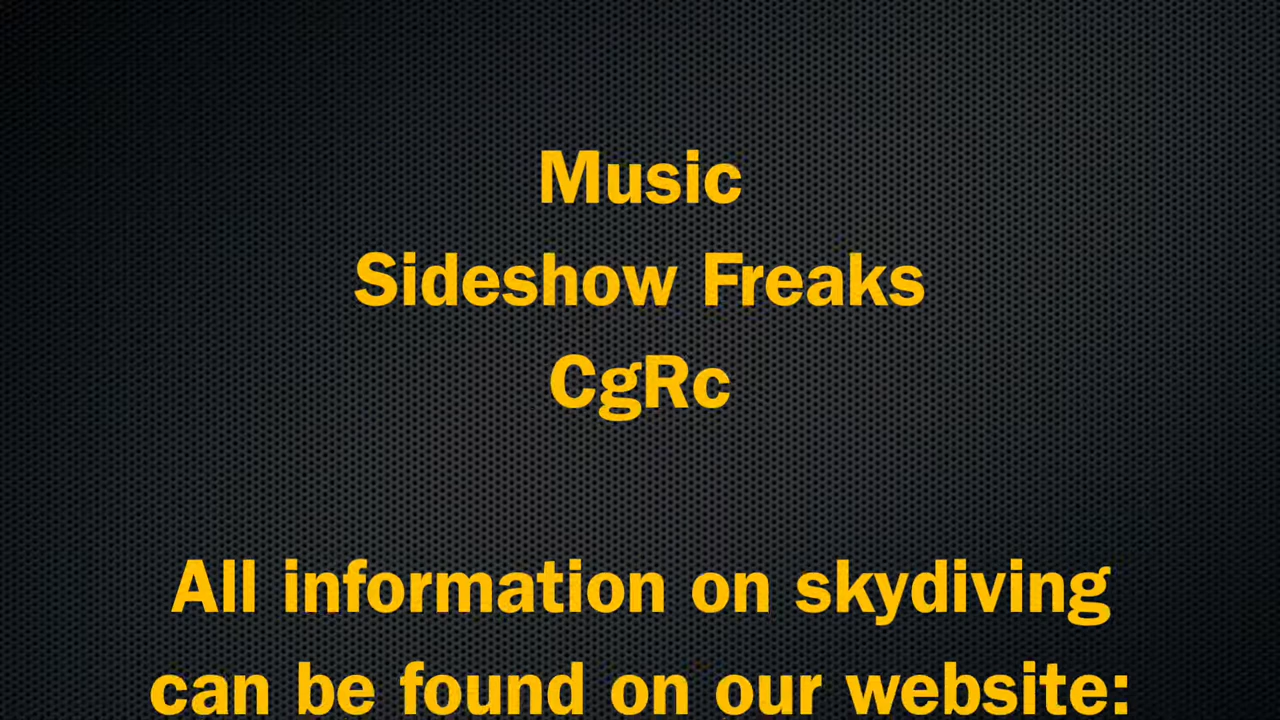 Music
Sideshow Freaks
CgRc
All information on skydiving
can be found on our website: